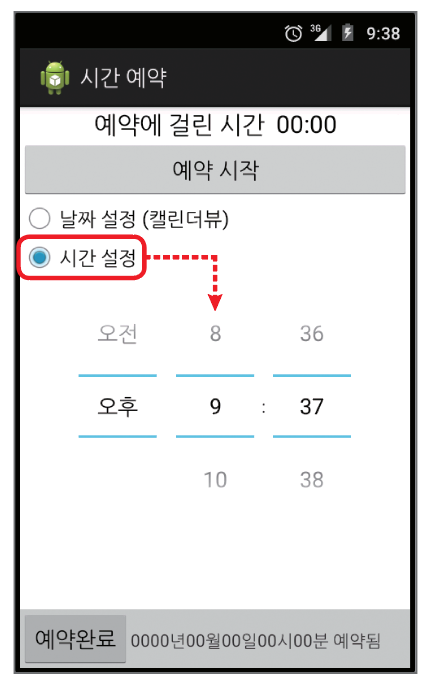 3G 9:38
시간 예약
예약에 걸린 시간 00:00
예약 시작
날짜 설정 (캘린더뷰)
시간 설정
오전 8 36
오후 9 : 37
10 38
예약완료 0000년00월00일00시00분 예약됨